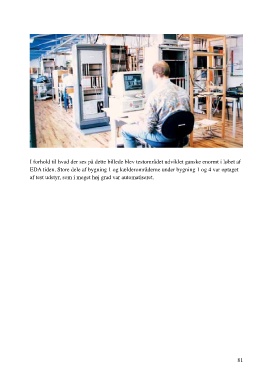 I forhold til hvad der ses på dette billede blev testområdet udviklet ganske enormt i løbet af
EDA tiden. Store dele af bygning 1 og kælderområderne under bygning 1 og 4 var optaget
af test udstyr, som i meget høj grad var automatiseret.
81